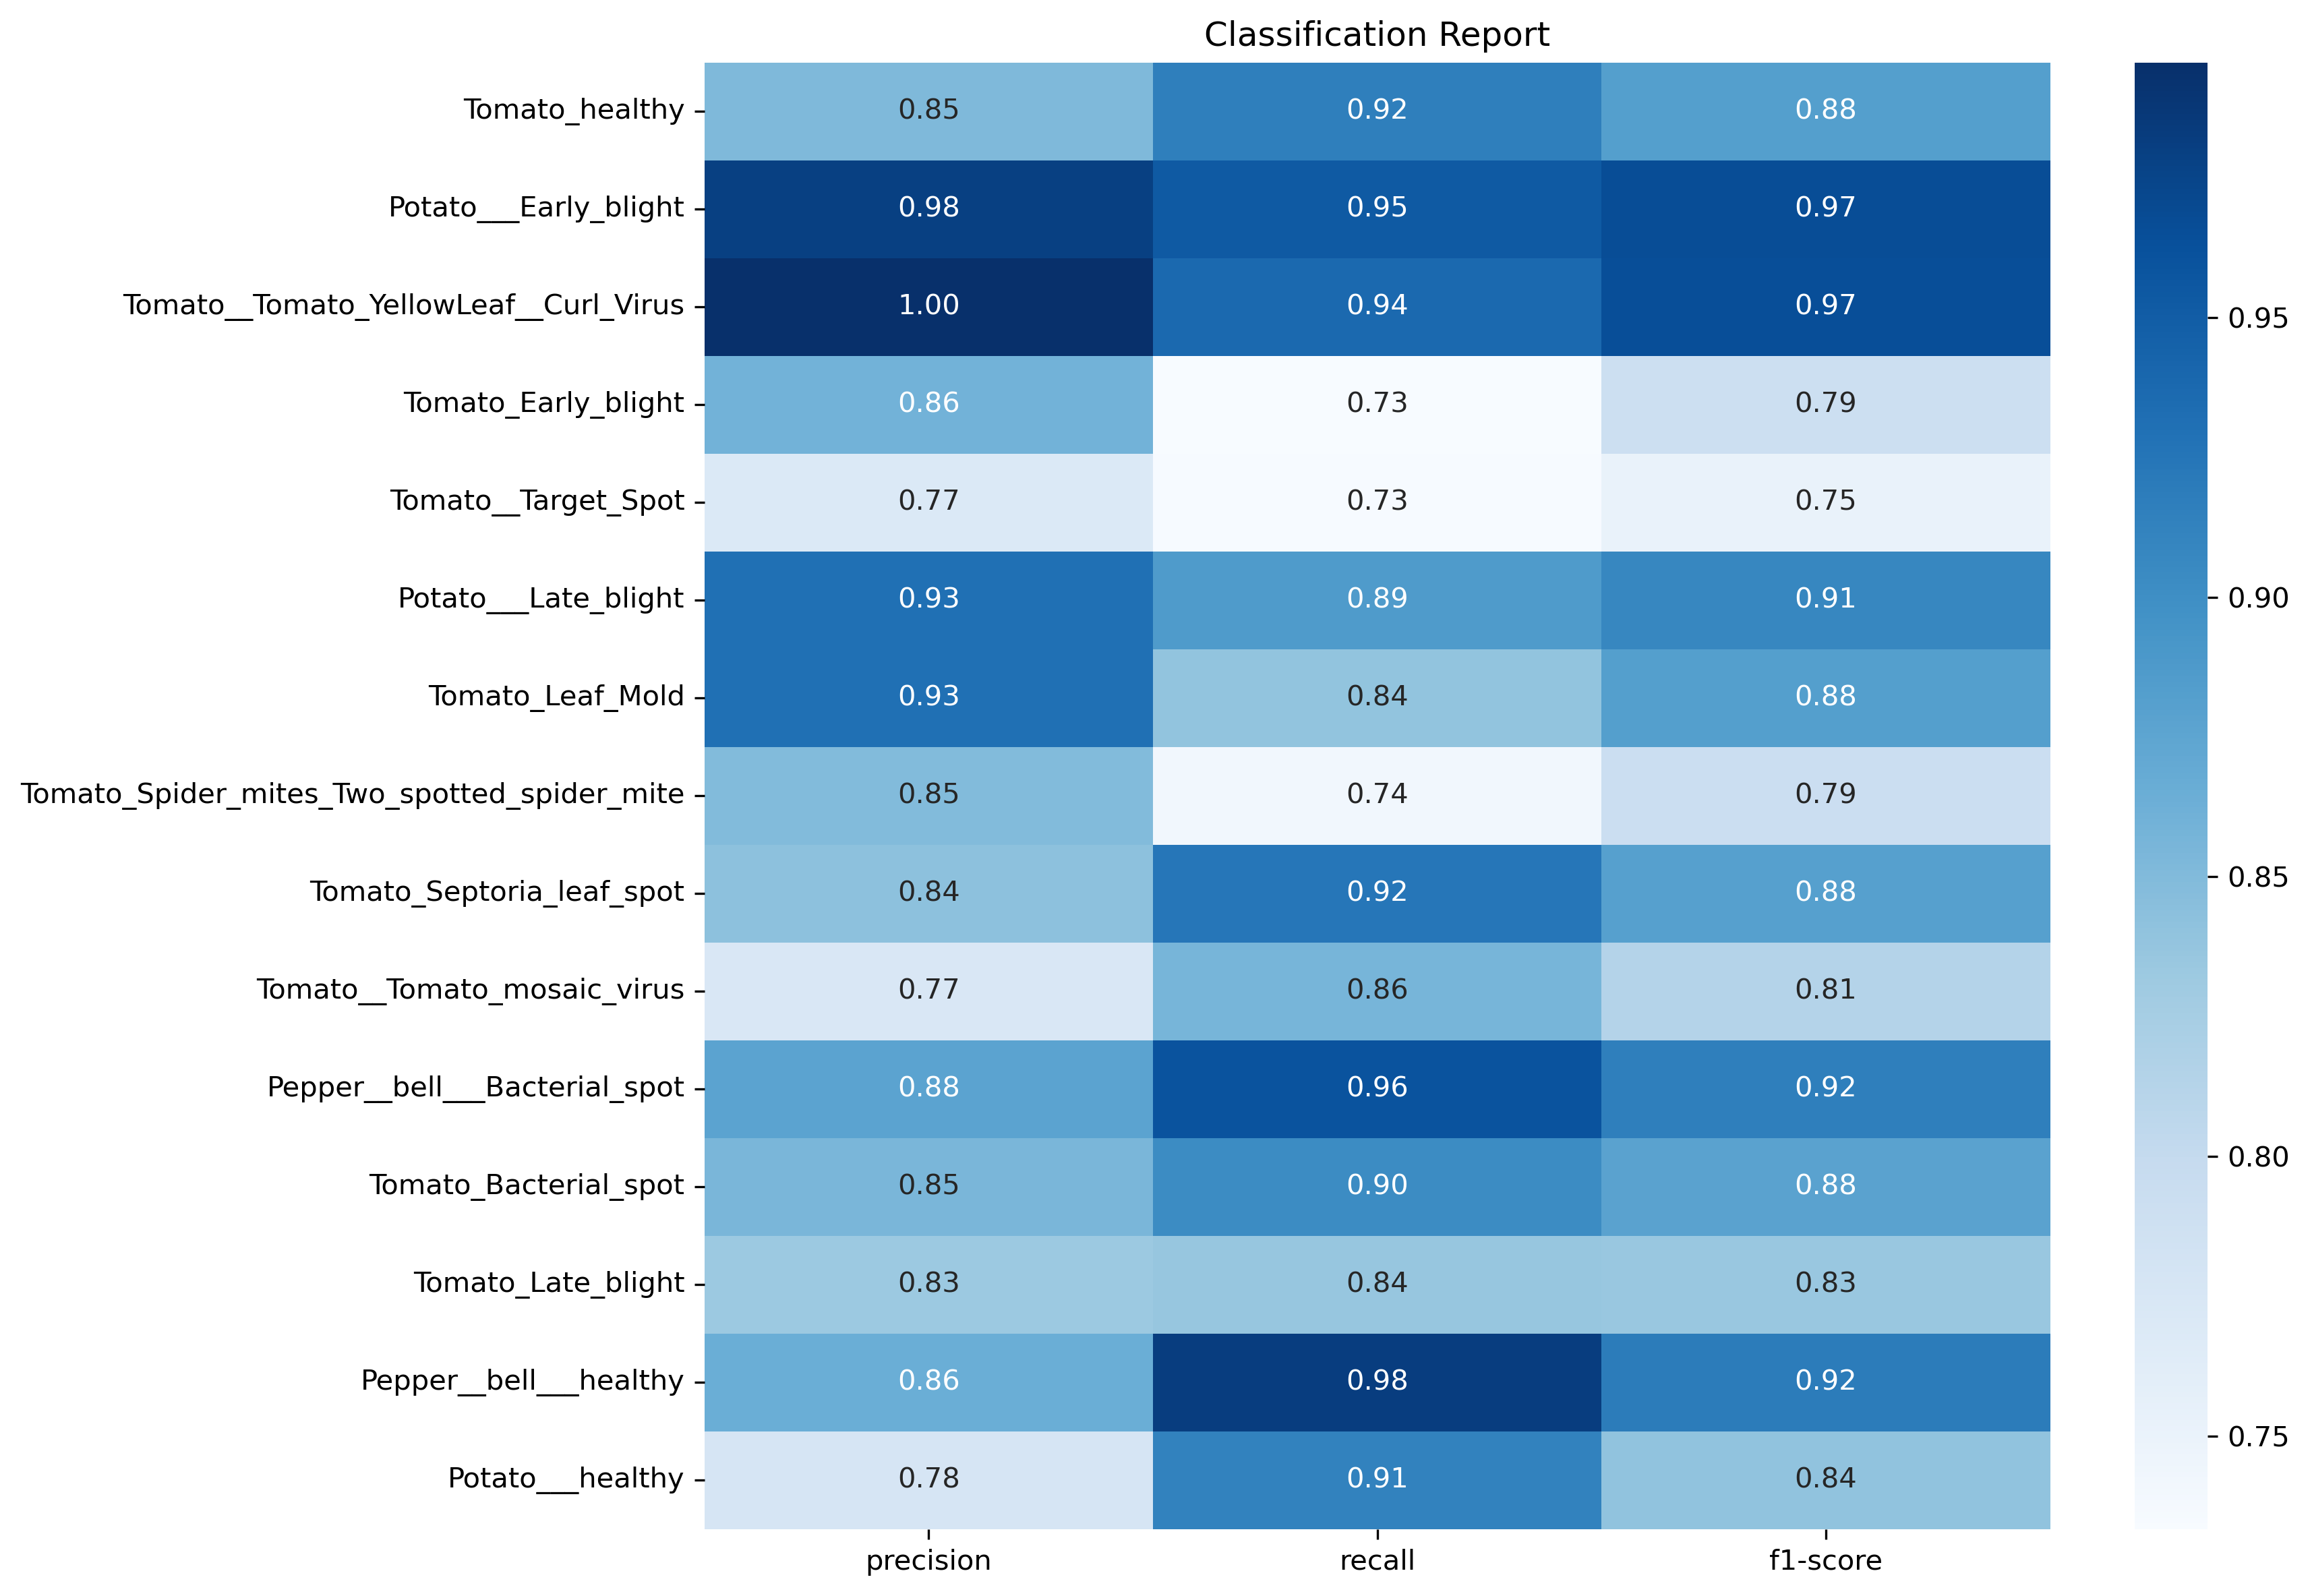 Classification Report
Tomato_healthy 0.85 0.92 0.88
Potato___Early_blight 0.98 0.95 0.97
Tomato__Tomato_YellowLeaf__Curl_Virus 1.00 0.94 0.97
Tomato_Early_blight 0.86 0.73 0.79
Tomato__Target_Spot 0.77 0.73 0.75
Potato___Late_blight 0.93 0.89 0.91
Tomato_Leaf_Mold 0.93 0.84 0.88
Tomato_Spider_mites_Two_spotted_spider_mite 0.85 0.74 0.79
Tomato_Septoria_leaf_spot 0.84 0.92 0.88
Tomato__Tomato_mosaic_virus 0.77 0.86 0.81
Pepper__bell___Bacterial_spot 0.88 0.96 0.92
Tomato_Bacterial_spot 0.85 0.90 0.88
Tomato_Late_blight 0.83 0.84 0.83
Pepper__bell___healthy 0.86 0.98 0.92
Potato___healthy 0.78 0.91 0.84
precision recall f1-score
0.95
0.90
0.85
0.80
0.75